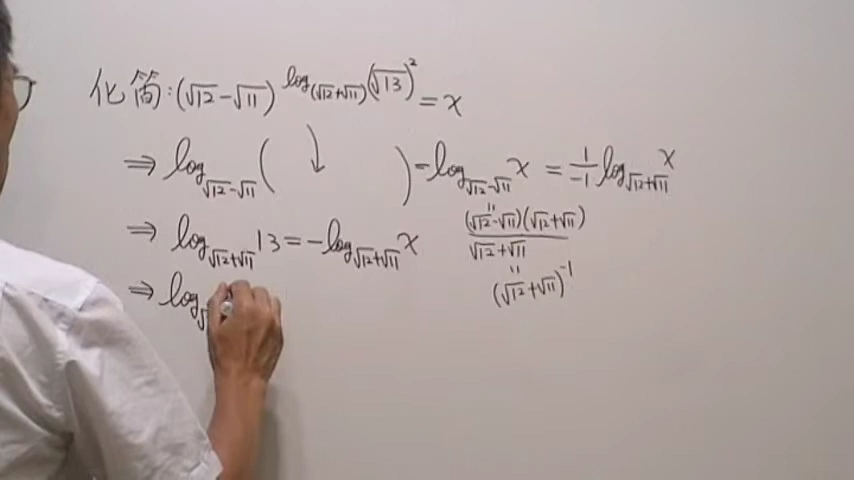 化简:(√12-√11)^log_(√12+√11)(√13)^2 = x
⇒ log_√12-√11 ( ↓ ) = log_√12-√11 x = 1/-1 log_√12+√11 x
(√12-√11)(√12+√11)/√12+√11
⇒ log_√12+√11 13 = -log_√12+√11 x
(√12+√11)^-1
⇒ log_√